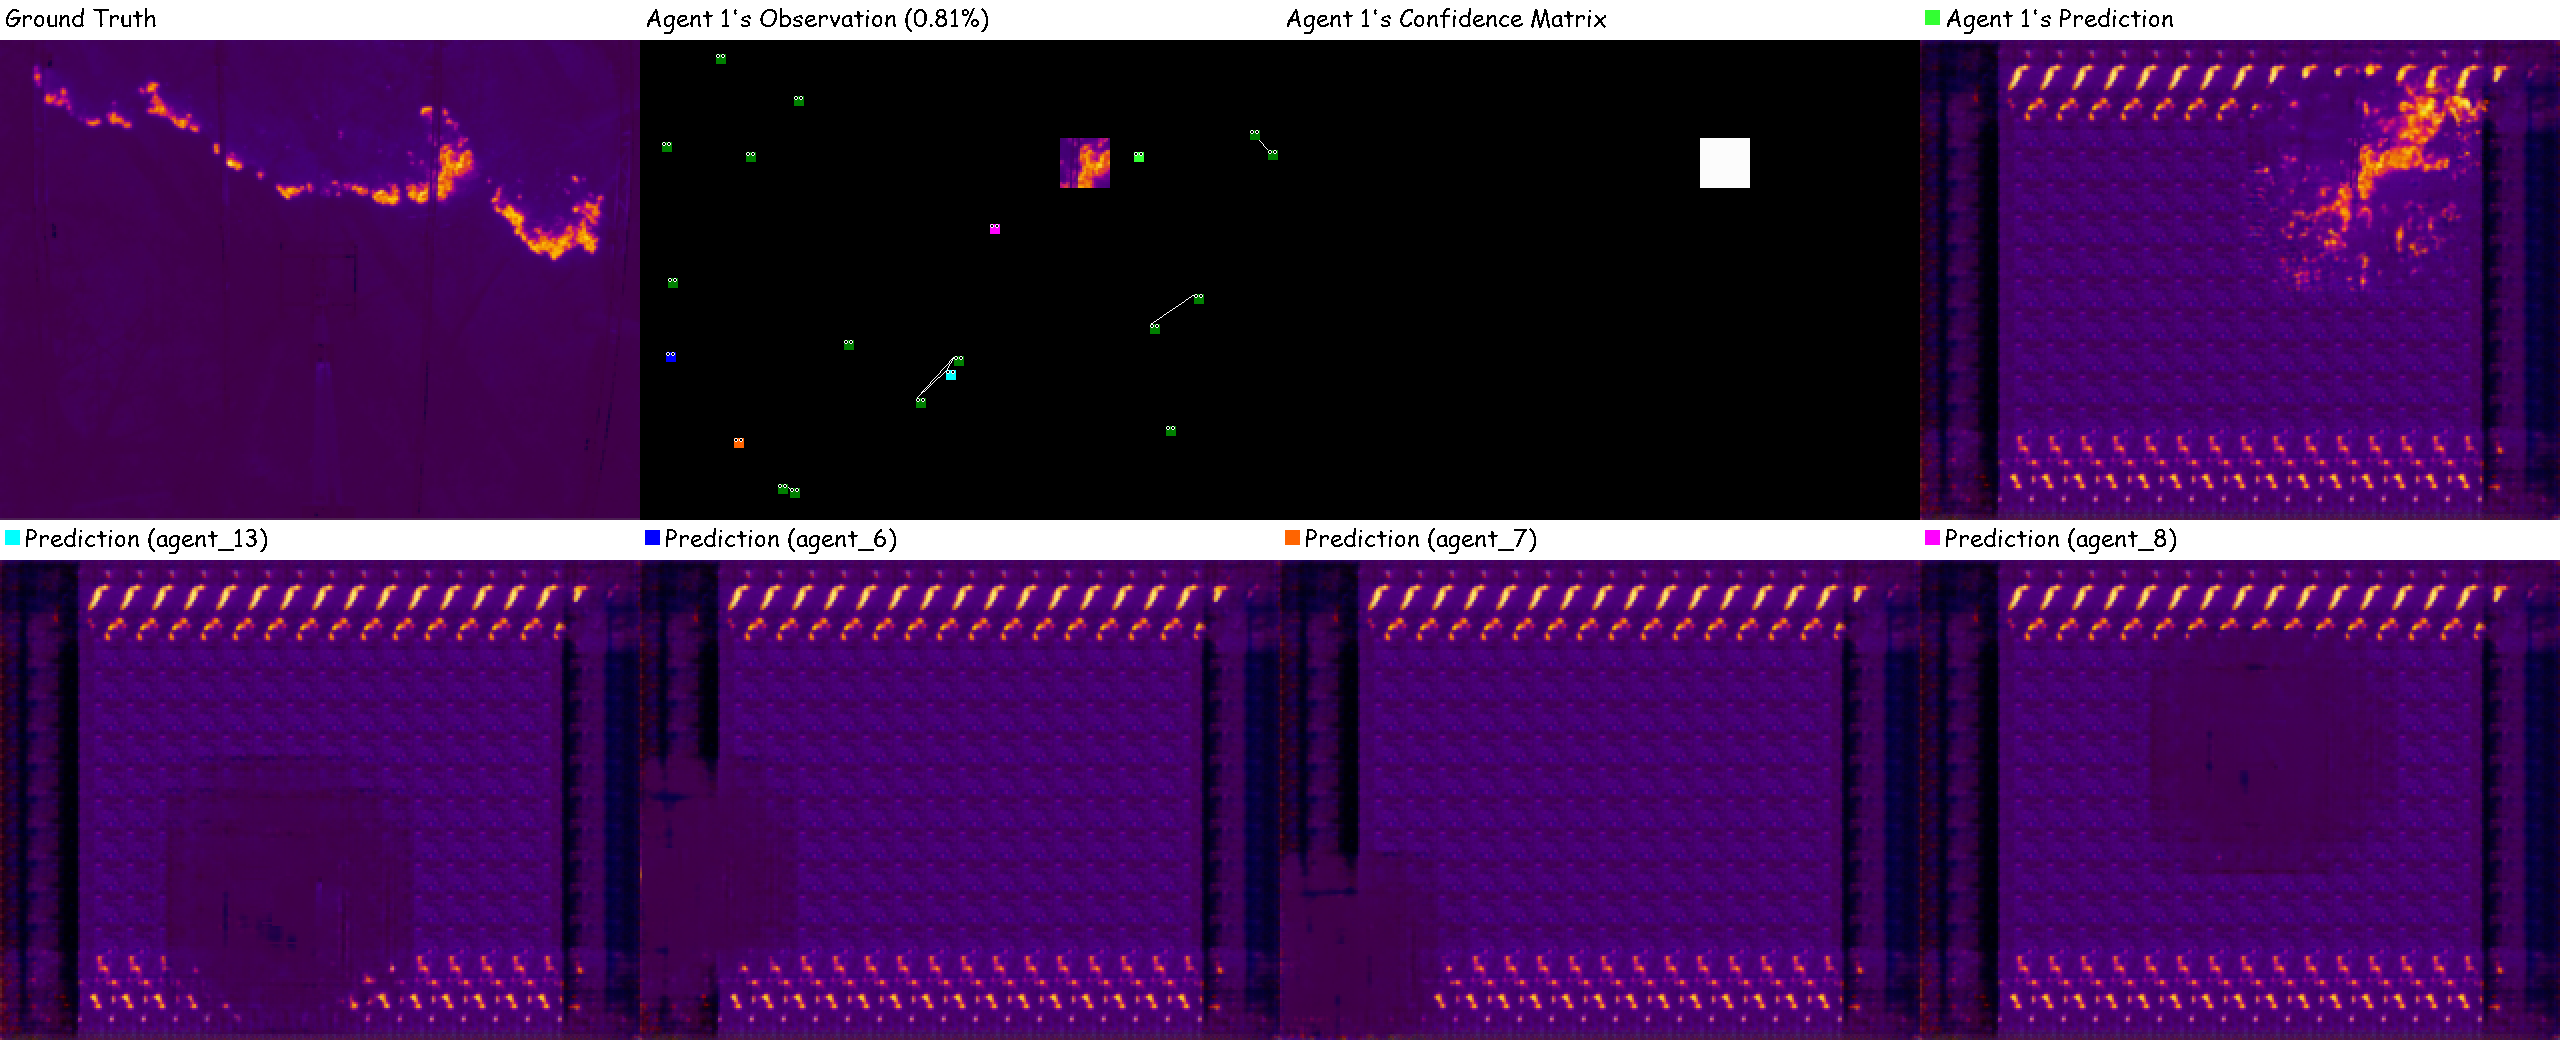 Ground Truth
Agent 1's Observation (0.81%)
Agent 1's Confidence Matrix
Agent 1's Prediction
Prediction (agent_13)
Prediction (agent_6)
Prediction (agent_7)
Prediction (agent_8)